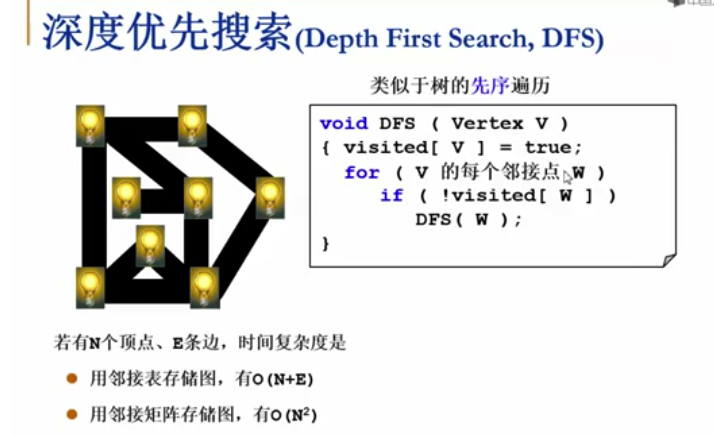 深度优先搜索(Depth First Search, DFS)
类似于树的先序遍历
void DFS ( Vertex V )
{ visited[ V ] = true;
for ( V 的每个邻接点 W )
if ( !visited[ W ] )
DFS( W );
}
若有N个顶点、E条边，时间复杂度是
● 用邻接表存储图，有O(N+E)
● 用邻接矩阵存储图，有O(N²)